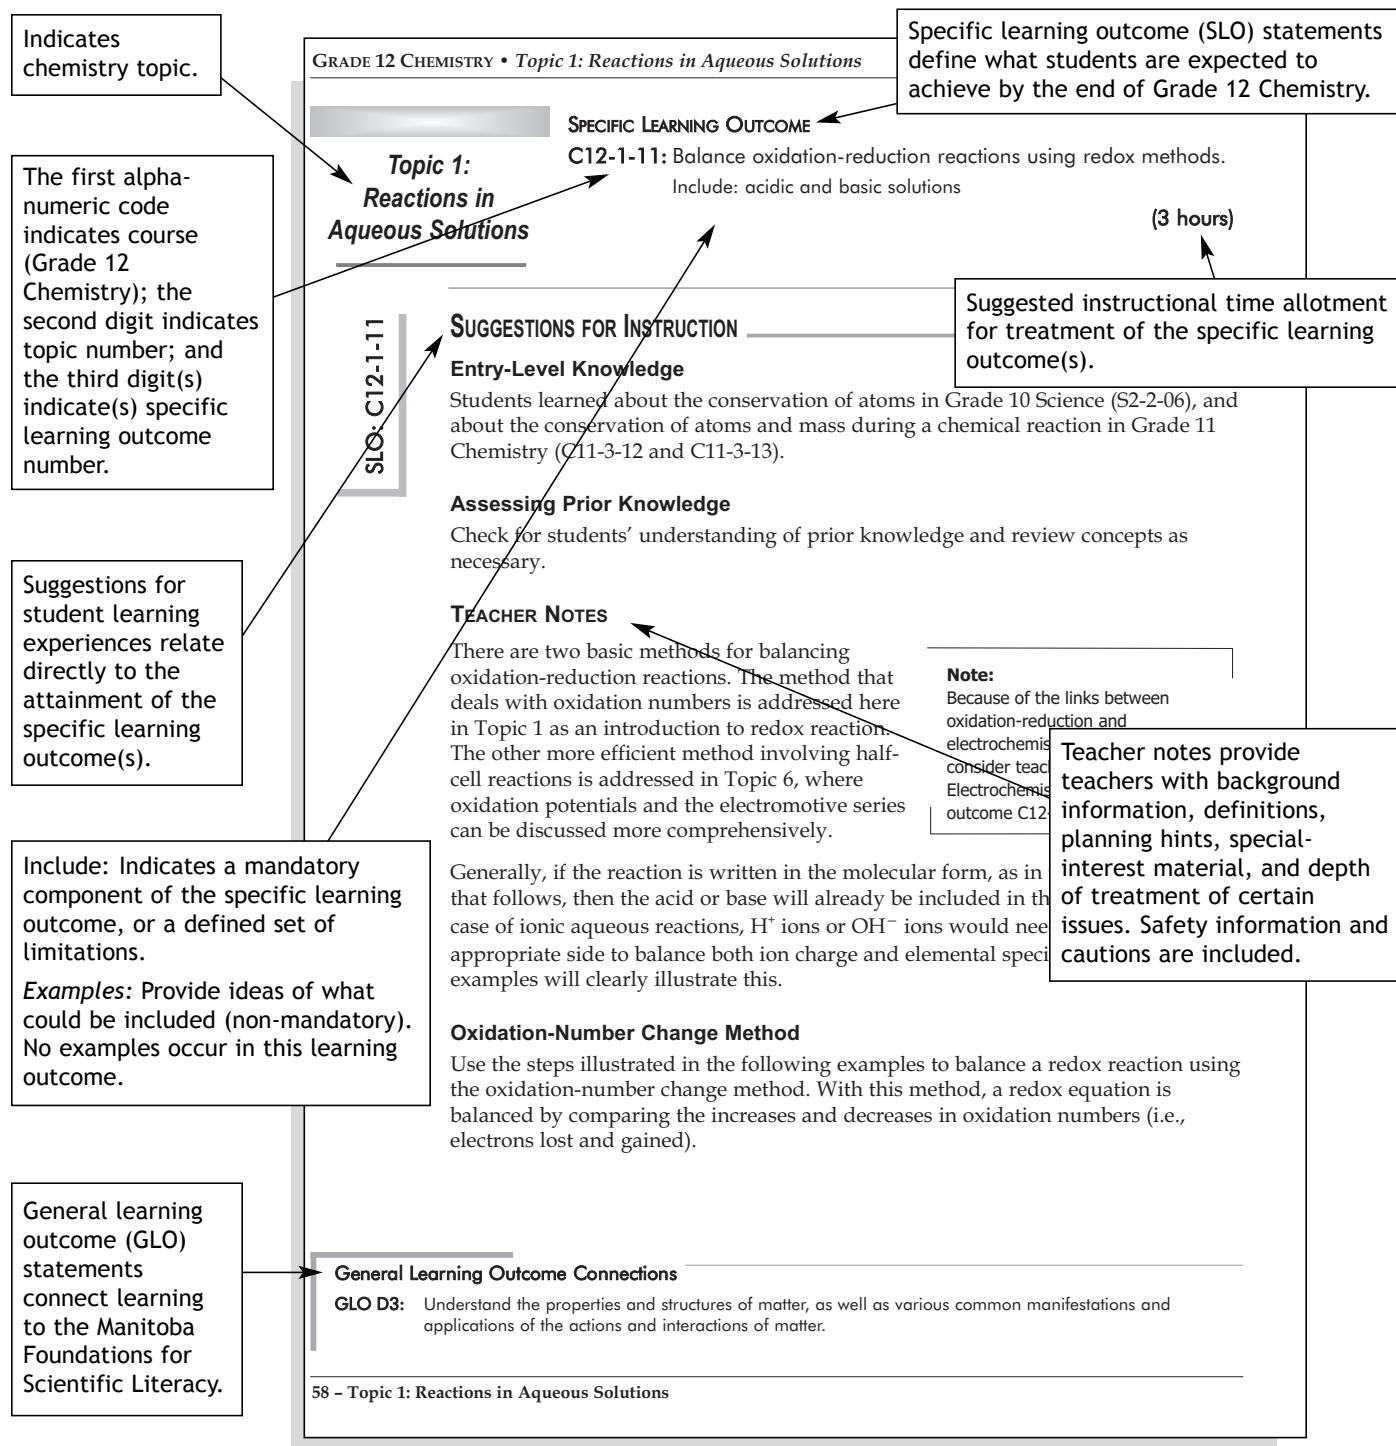 Indicates
chemistry topic.
Specific learning outcome (SLO) statements
define what students are expected to
achieve by the end of Grade 12 Chemistry.
GRADE 12 CHEMISTRY • Topic 1: Reactions in Aqueous Solutions
The first alpha-
numeric code
indicates course
(Grade 12
Chemistry); the
second digit indicates
topic number; and
the third digit(s)
indicate(s) specific
learning outcome
number.
Topic 1:
Reactions in
Aqueous Solutions
SPECIFIC LEARNING OUTCOME
C12-1-11: Balance oxidation-reduction reactions using redox methods.
Include: acidic and basic solutions
(3 hours)
Suggested instructional time allotment
for treatment of the specific learning
outcome(s).
SLO: C12-1-11
SUGGESTIONS FOR INSTRUCTION
Entry-Level Knowledge
Students learned about the conservation of atoms in Grade 10 Science (S2-2-06), and
about the conservation of atoms and mass during a chemical reaction in Grade 11
Chemistry (C11-3-12 and C11-3-13).
Assessing Prior Knowledge
Check for students’ understanding of prior knowledge and review concepts as
necessary.
Suggestions for
student learning
experiences relate
directly to the
attainment of the
specific learning
outcome(s).
TEACHER NOTES
There are two basic methods for balancing
oxidation-reduction reactions. The method that
deals with oxidation numbers is addressed here
in Topic 1 as an introduction to redox reaction.
The other more efficient method involving half-
cell reactions is addressed in Topic 6, where
oxidation potentials and the electromotive series
can be discussed more comprehensively.
Note:
Because of the links between
oxidation-reduction and
electrochemis
consider teac
Electrochemis
outcome C12-
Teacher notes provide
teachers with background
information, definitions,
planning hints, special-
interest material, and depth
of treatment of certain
issues. Safety information and
cautions are included.
Include: Indicates a mandatory
component of the specific learning
outcome, or a defined set of
limitations.
Examples: Provide ideas of what
could be included (non-mandatory).
No examples occur in this learning
outcome.
Generally, if the reaction is written in the molecular form, as in
that follows, then the acid or base will already be included in th
case of ionic aqueous reactions, H⁺ ions or OH⁻ ions would nee
appropriate side to balance both ion charge and elemental speci
examples will clearly illustrate this.
Oxidation-Number Change Method
Use the steps illustrated in the following examples to balance a redox reaction using
the oxidation-number change method. With this method, a redox equation is
balanced by comparing the increases and decreases in oxidation numbers (i.e.,
electrons lost and gained).
General learning
outcome (GLO)
statements
connect learning
to the Manitoba
Foundations for
Scientific Literacy.
General Learning Outcome Connections
GLO D3: Understand the properties and structures of matter, as well as various common manifestations and
applications of the actions and interactions of matter.
58 – Topic 1: Reactions in Aqueous Solutions